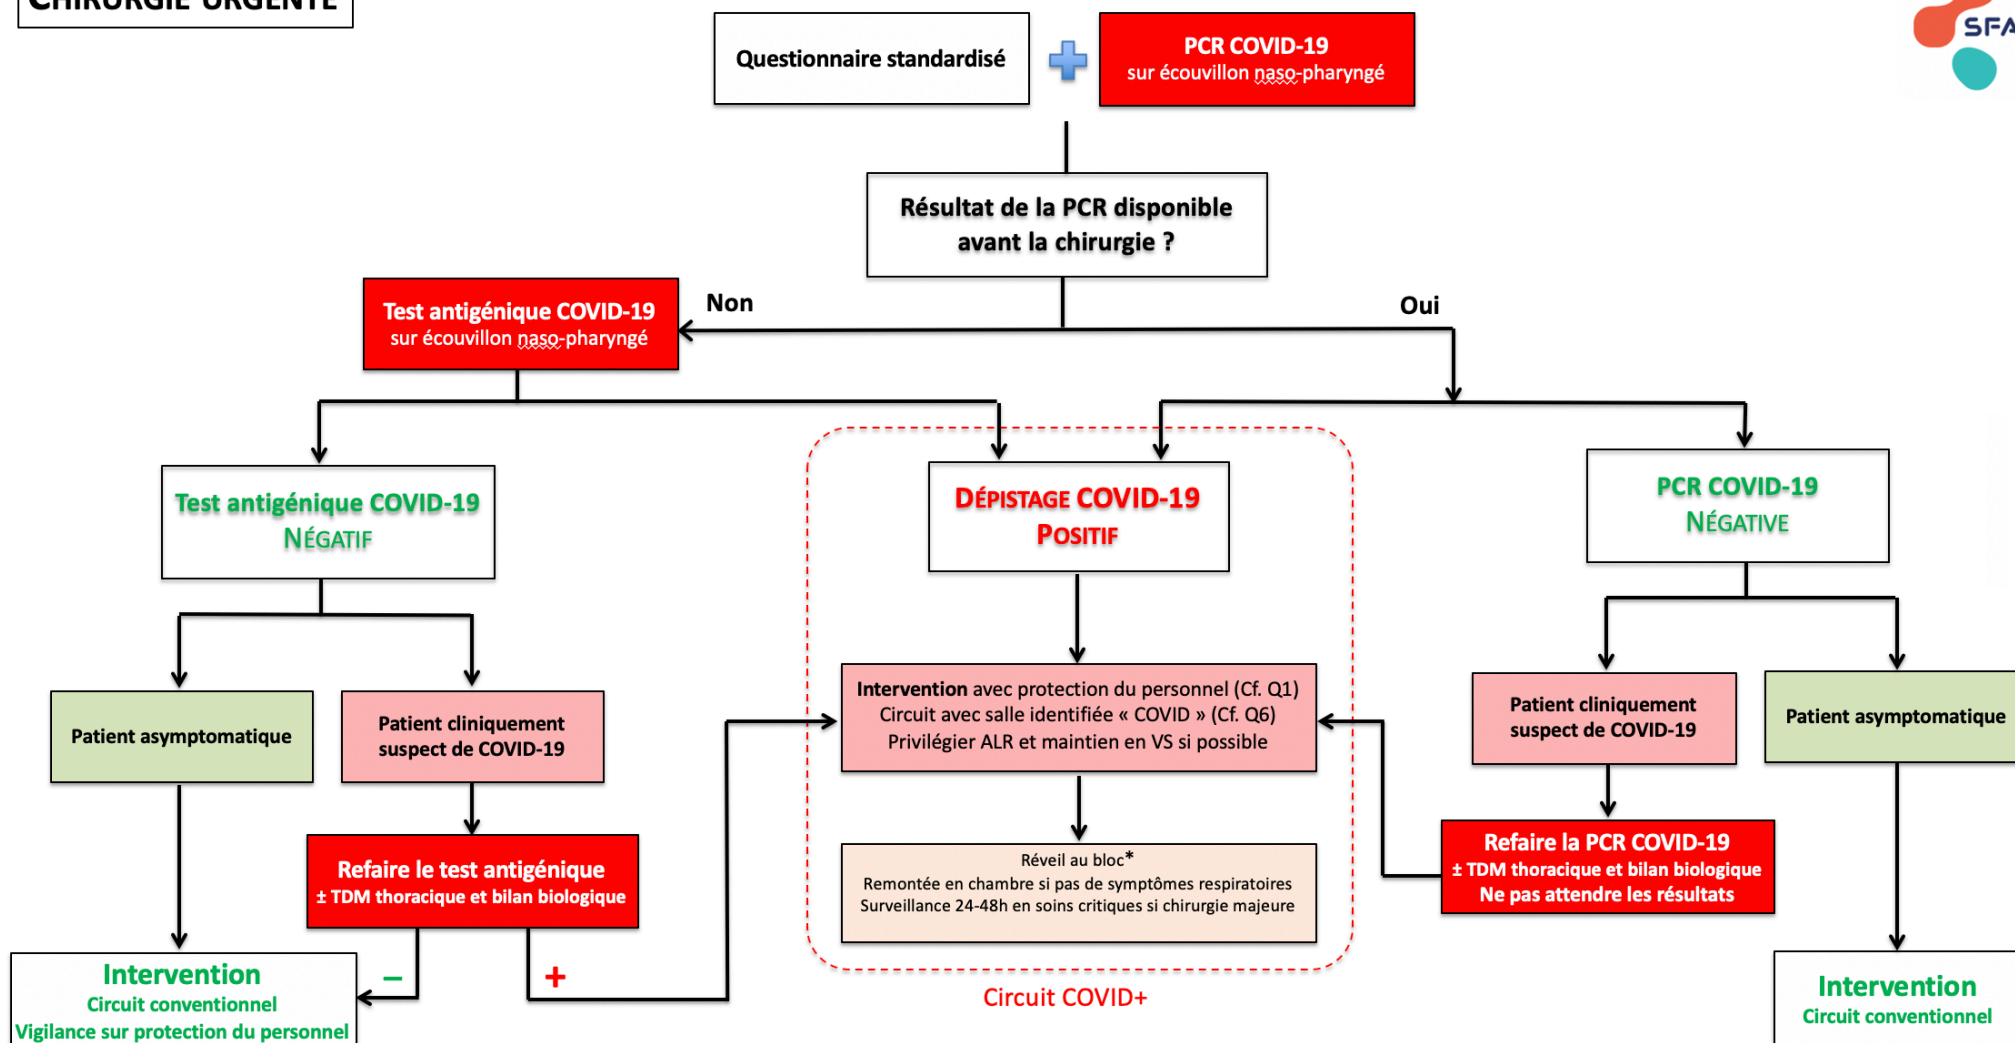 CHIRURGIE URGENTE
SFA
Questionnaire standardisé
PCR COVID-19
sur écouvillon naso-pharyngé
Résultat de la PCR disponible
avant la chirurgie ?
Non
Oui
Test antigénique COVID-19
sur écouvillon naso-pharyngé
Test antigénique COVID-19
NÉGATIF
DÉPISTAGE COVID-19
POSITIF
PCR COVID-19
NÉGATIVE
Patient asymptomatique
Patient cliniquement
suspect de COVID-19
Intervention avec protection du personnel (Cf. Q1)
Circuit avec salle identifiée « COVID » (Cf. Q6)
Privilégier ALR et maintien en VS si possible
Patient cliniquement
suspect de COVID-19
Patient asymptomatique
Refaire le test antigénique
± TDM thoracique et bilan biologique
Réveil au bloc*
Remontée en chambre si pas de symptômes respiratoires
Surveillance 24-48h en soins critiques si chirurgie majeure
Refaire la PCR COVID-19
± TDM thoracique et bilan biologique
Ne pas attendre les résultats
–
+
Intervention
Circuit conventionnel
Vigilance sur protection du personnel
Circuit COVID+
Intervention
Circuit conventionnel